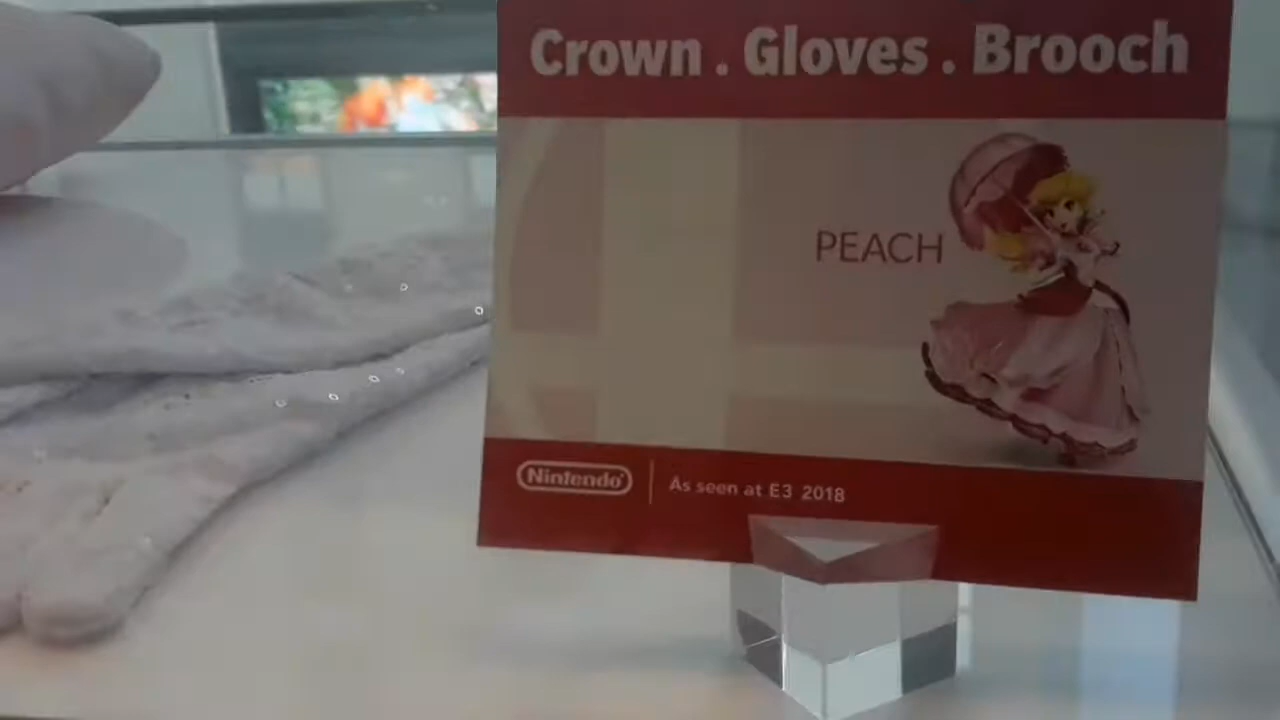 Crown . Gloves . Brooch
PEACH
Nintendo
As seen at E3 2018